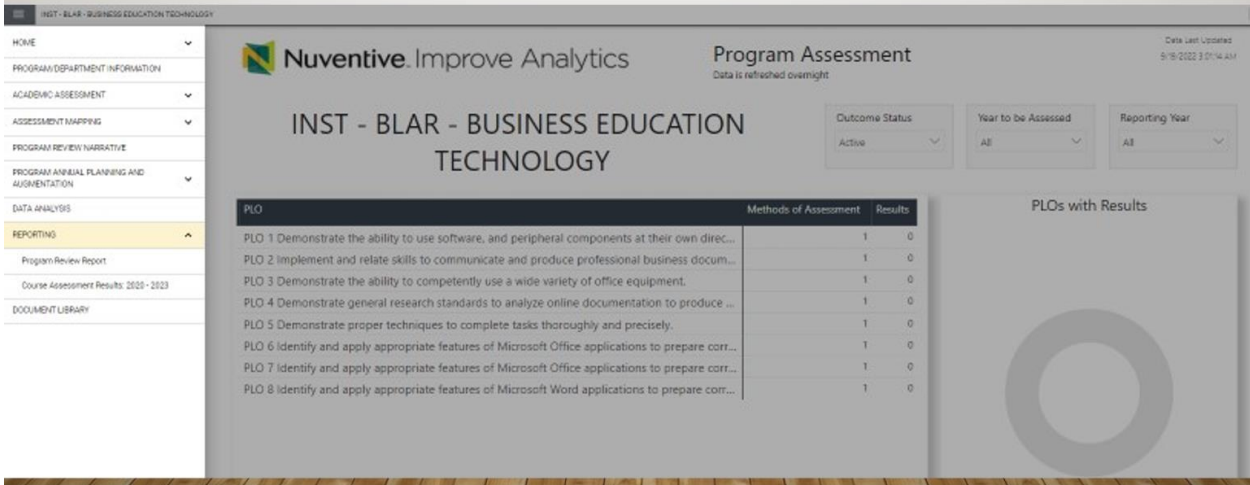 INST - BLAR - BUSINESS EDUCATION TECHNOLOGY
HOME
PROGRAM/DEPARTMENT INFORMATION
ACADEMIC ASSESSMENT
ASSESSMENT MAPPING
PROGRAM REVIEW NARRATIVE
PROGRAM ANNUAL PLANNING AND
AUGMENTATION
DATA ANALYSIS
REPORTING
Program Review Report
Course Assessment Results: 2020 - 2023
DOCUMENT LIBRARY
Nuventive. Improve Analytics
Program Assessment
Data is refreshed overnight
Data Last Updated
9/19/2022 3:01:14 AM
INST - BLAR - BUSINESS EDUCATION
TECHNOLOGY
Outcome Status
Active
Year to be Assessed
All
Reporting Year
All
PLO Methods of Assessment Results
PLO 1 Demonstrate the ability to use software, and peripheral components at their own direc... 1 0
PLO 2 Implement and relate skills to communicate and produce professional business docum... 1 0
PLO 3 Demonstrate the ability to competently use a wide variety of office equipment. 1 0
PLO 4 Demonstrate general research standards to analyze online documentation to produce ... 1 0
PLO 5 Demonstrate proper techniques to complete tasks thoroughly and precisely. 1 0
PLO 6 Identify and apply appropriate features of Microsoft Office applications to prepare corr... 1 0
PLO 7 Identify and apply appropriate features of Microsoft Office applications to prepare corr... 1 0
PLO 8 Identify and apply appropriate features of Microsoft Word applications to prepare corr... 1 0
PLOs with Results